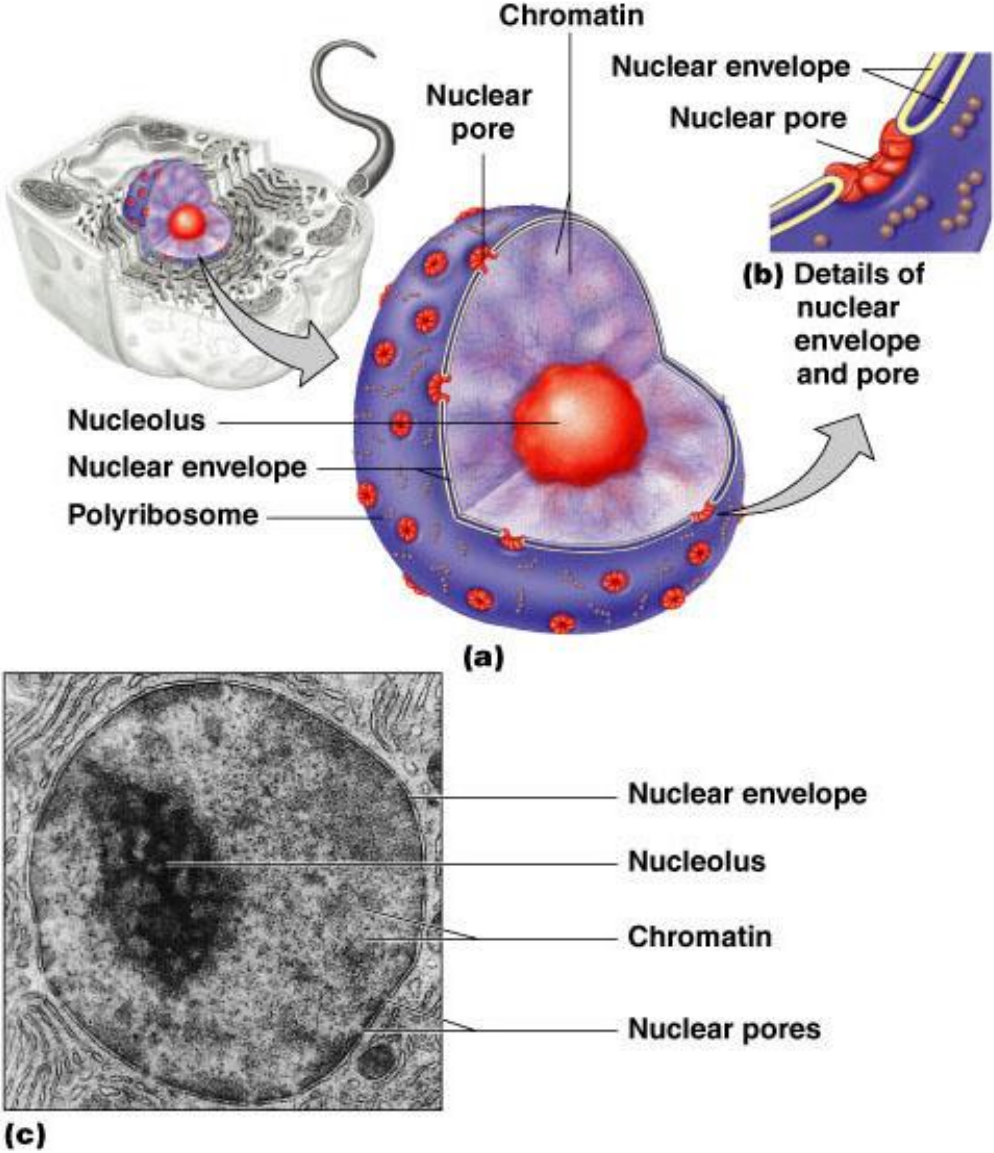 Chromatin
Nuclear
pore
Nuclear envelope
Nuclear pore
(b) Details of
nuclear
envelope
and pore
Nucleolus
Nuclear envelope
Polyribosome
(a)
Nuclear envelope
Nucleolus
Chromatin
Nuclear pores
(c)